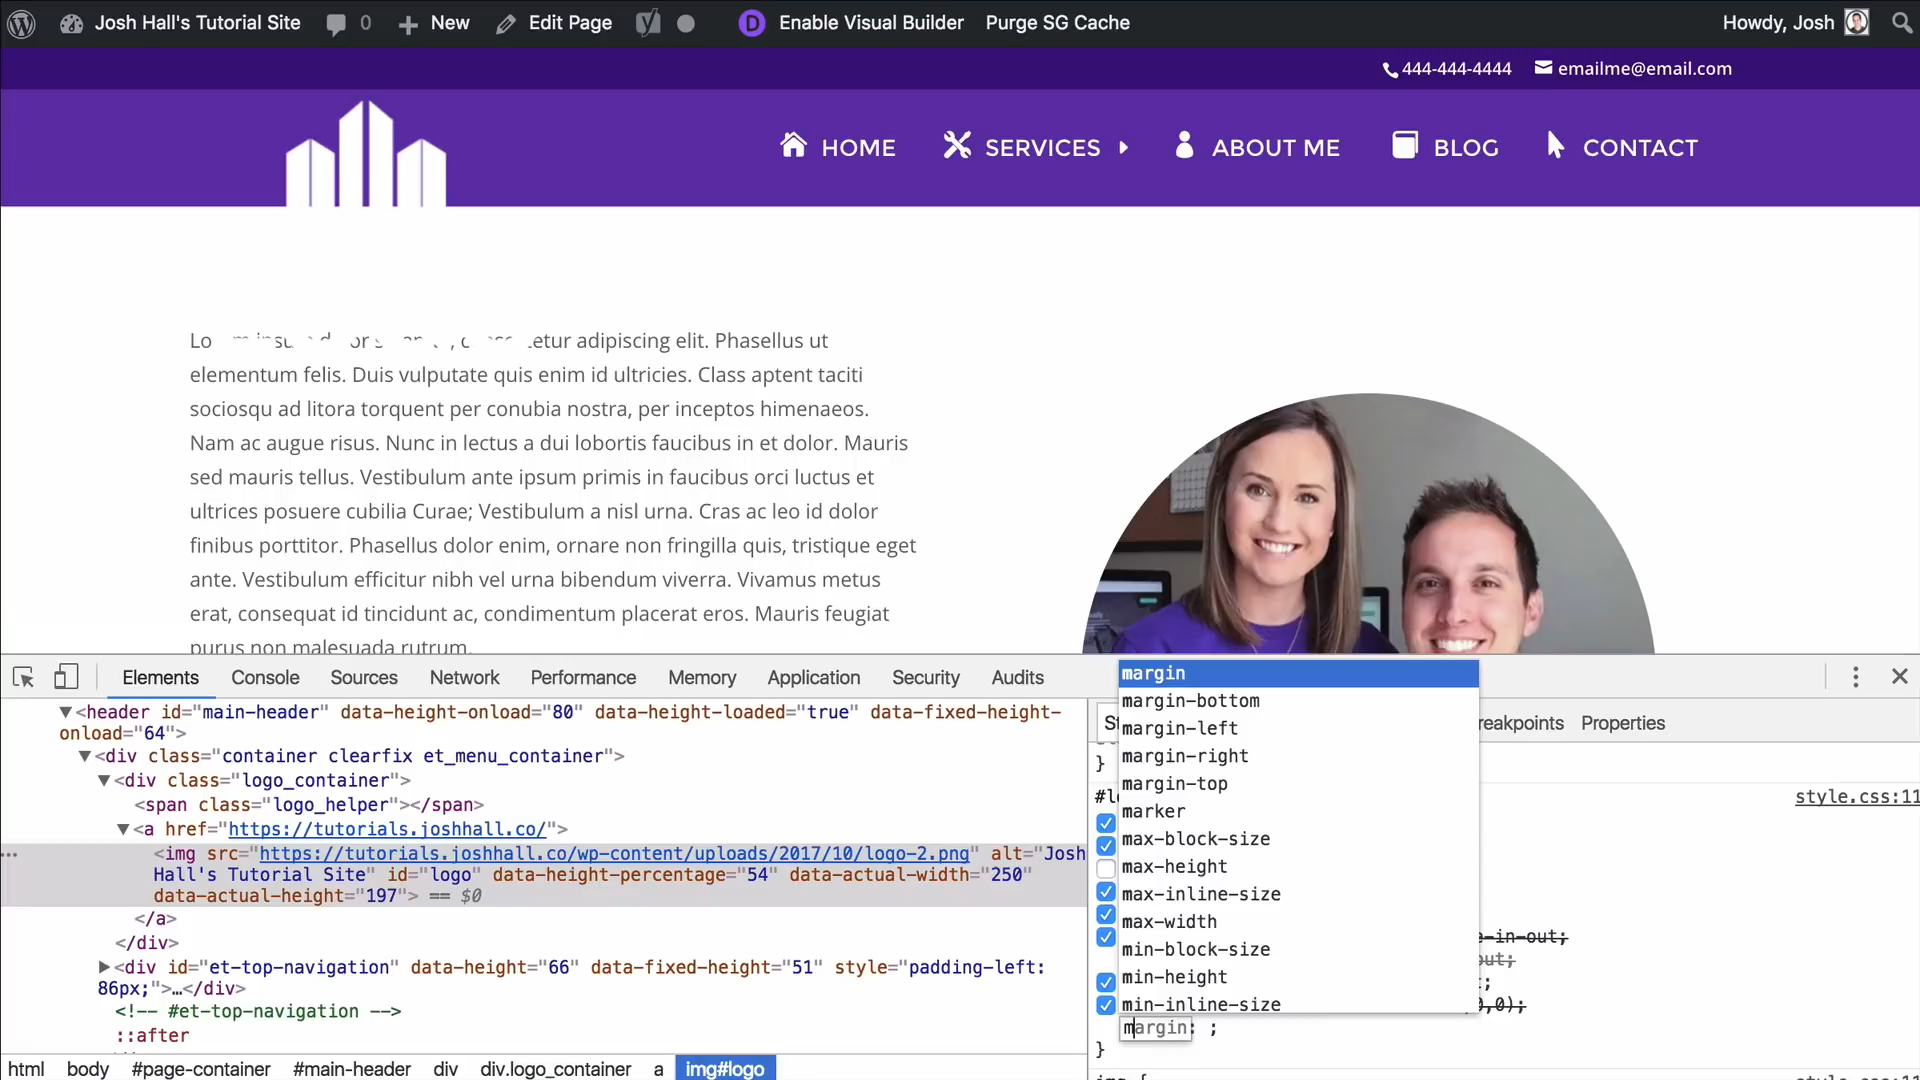 Josh Hall's Tutorial Site 0 New Edit Page Enable Visual Builder Purge SG Cache Howdy, Josh
444-444-4444 emailme@email.com
HOME SERVICES ABOUT ME BLOG CONTACT
etur adipiscing elit. Phasellus ut
elementum felis. Duis vulputate quis enim id ultricies. Class aptent taciti
sociosqu ad litora torquent per conubia nostra, per inceptos himenaeos.
Nam ac augue risus. Nunc in lectus a dui lobortis faucibus in et dolor. Mauris
sed mauris tellus. Vestibulum ante ipsum primis in faucibus orci luctus et
ultrices posuere cubilia Curae; Vestibulum a nisl urna. Cras ac leo id dolor
finibus porttitor. Phasellus dolor enim, ornare non fringilla quis, tristique eget
ante. Vestibulum efficitur nibh vel urna bibendum viverra. Vivamus metus
erat, consequat id tincidunt ac, condimentum placerat eros. Mauris feugiat
purus non malesuada rutrum.
Elements Console Sources Network Performance Memory Application Security Audits
<header id="main-header" data-height-onload="80" data-height-loaded="true" data-fixed-height-
onload="64">
<div class="container clearfix et_menu_container">
<div class="logo_container">
<span class="logo_helper"></span>
<a href="https://tutorials.joshhall.co/">
<img src="https://tutorials.joshhall.co/wp-content/uploads/2017/10/logo-2.png" alt="Josh
Hall's Tutorial Site" id="logo" data-height-percentage="54" data-actual-width="250"
data-actual-height="197"> == $0
</a>
</div>
<div id="et-top-navigation" data-height="66" data-fixed-height="51" style="padding-left:
86px;">…</div>
<!-- #et-top-navigation -->
::after
html body #page-container #main-header div div.logo_container a img#logo
reakpoints Properties
}
#l style.css:11
margin
margin-bottom
margin-left
margin-right
margin-top
marker
max-block-size
max-height
max-inline-size
max-width
min-block-size
min-height
min-inline-size
e-in-out;
out;
;
0,0);
margin: ;
}